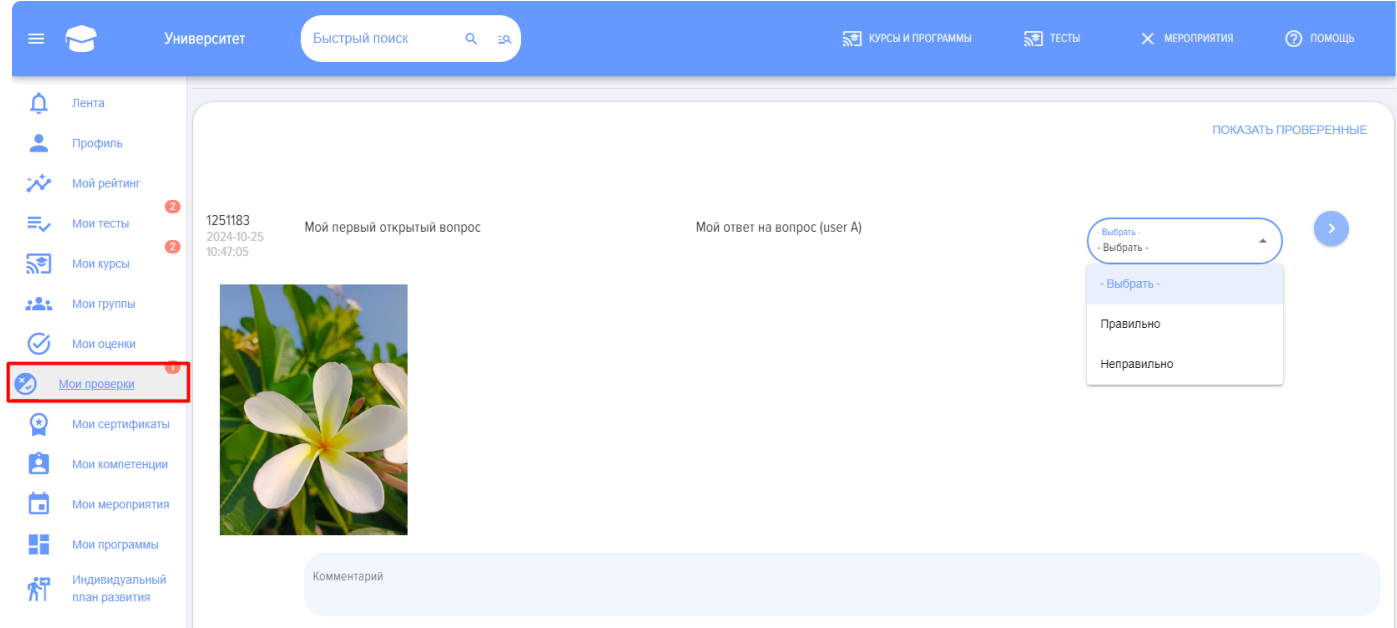 Университет
Быстрый поиск
КУРСЫ И ПРОГРАММЫ
ТЕСТЫ
МЕРОПРИЯТИЯ
ПОМОЩЬ
Лента
Профиль
Мой рейтинг
Мои тесты
2
Мои курсы
2
Мои группы
Мои оценки
Мои проверки
1
Мои сертификаты
Мои компетенции
Мои мероприятия
Мои программы
Индивидуальный
план развития
ПОКАЗАТЬ ПРОВЕРЕННЫЕ
1251183
2024-10-25
10:47:05
Мой первый открытый вопрос
Мой ответ на вопрос (user A)
- Выбрать -
- Выбрать -
- Выбрать -
Правильно
Неправильно
Комментарий